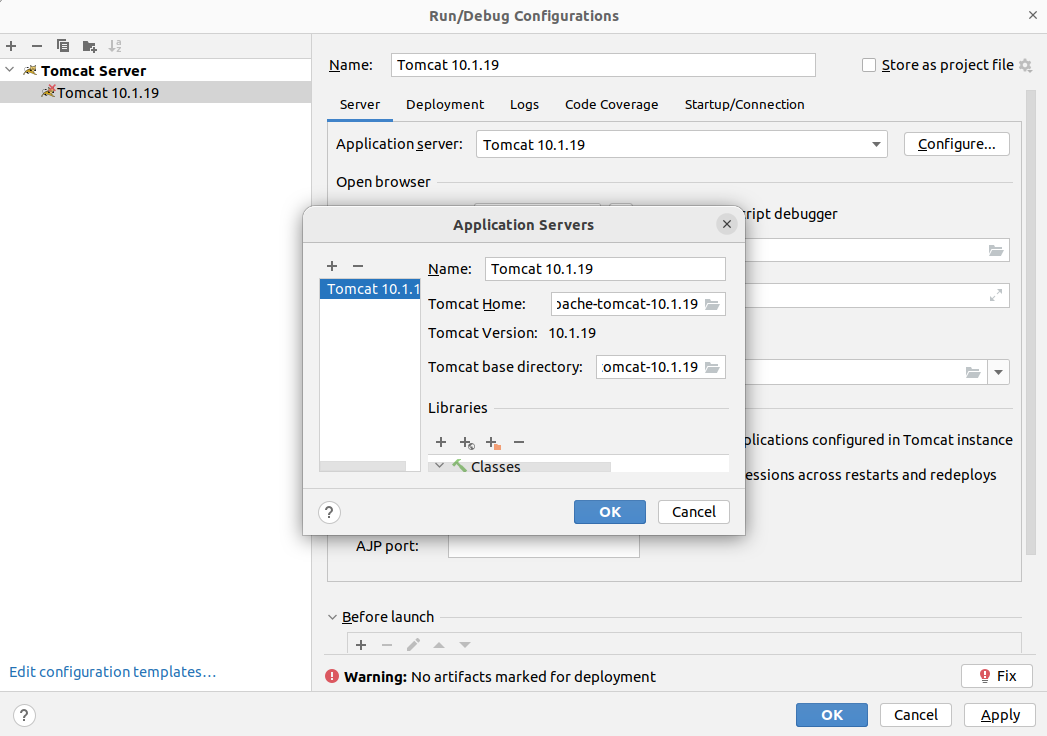 Run/Debug Configurations
Tomcat Server
Tomcat 10.1.19
Edit configuration templates...
Name: Tomcat 10.1.19
Store as project file
Server Deployment Logs Code Coverage Startup/Connection
Application server: Tomcat 10.1.19 Configure...
Open browser
ript debugger
Application Servers
Tomcat 10.1.1
Name: Tomcat 10.1.19
Tomcat Home: pache-tomcat-10.1.19
Tomcat Version: 10.1.19
Tomcat base directory: tomcat-10.1.19
Libraries
Classes
? OK Cancel
plications configured in Tomcat instance
essions across restarts and redeploys
AJP port:
Before launch
Warning: No artifacts marked for deployment Fix
? OK Cancel Apply